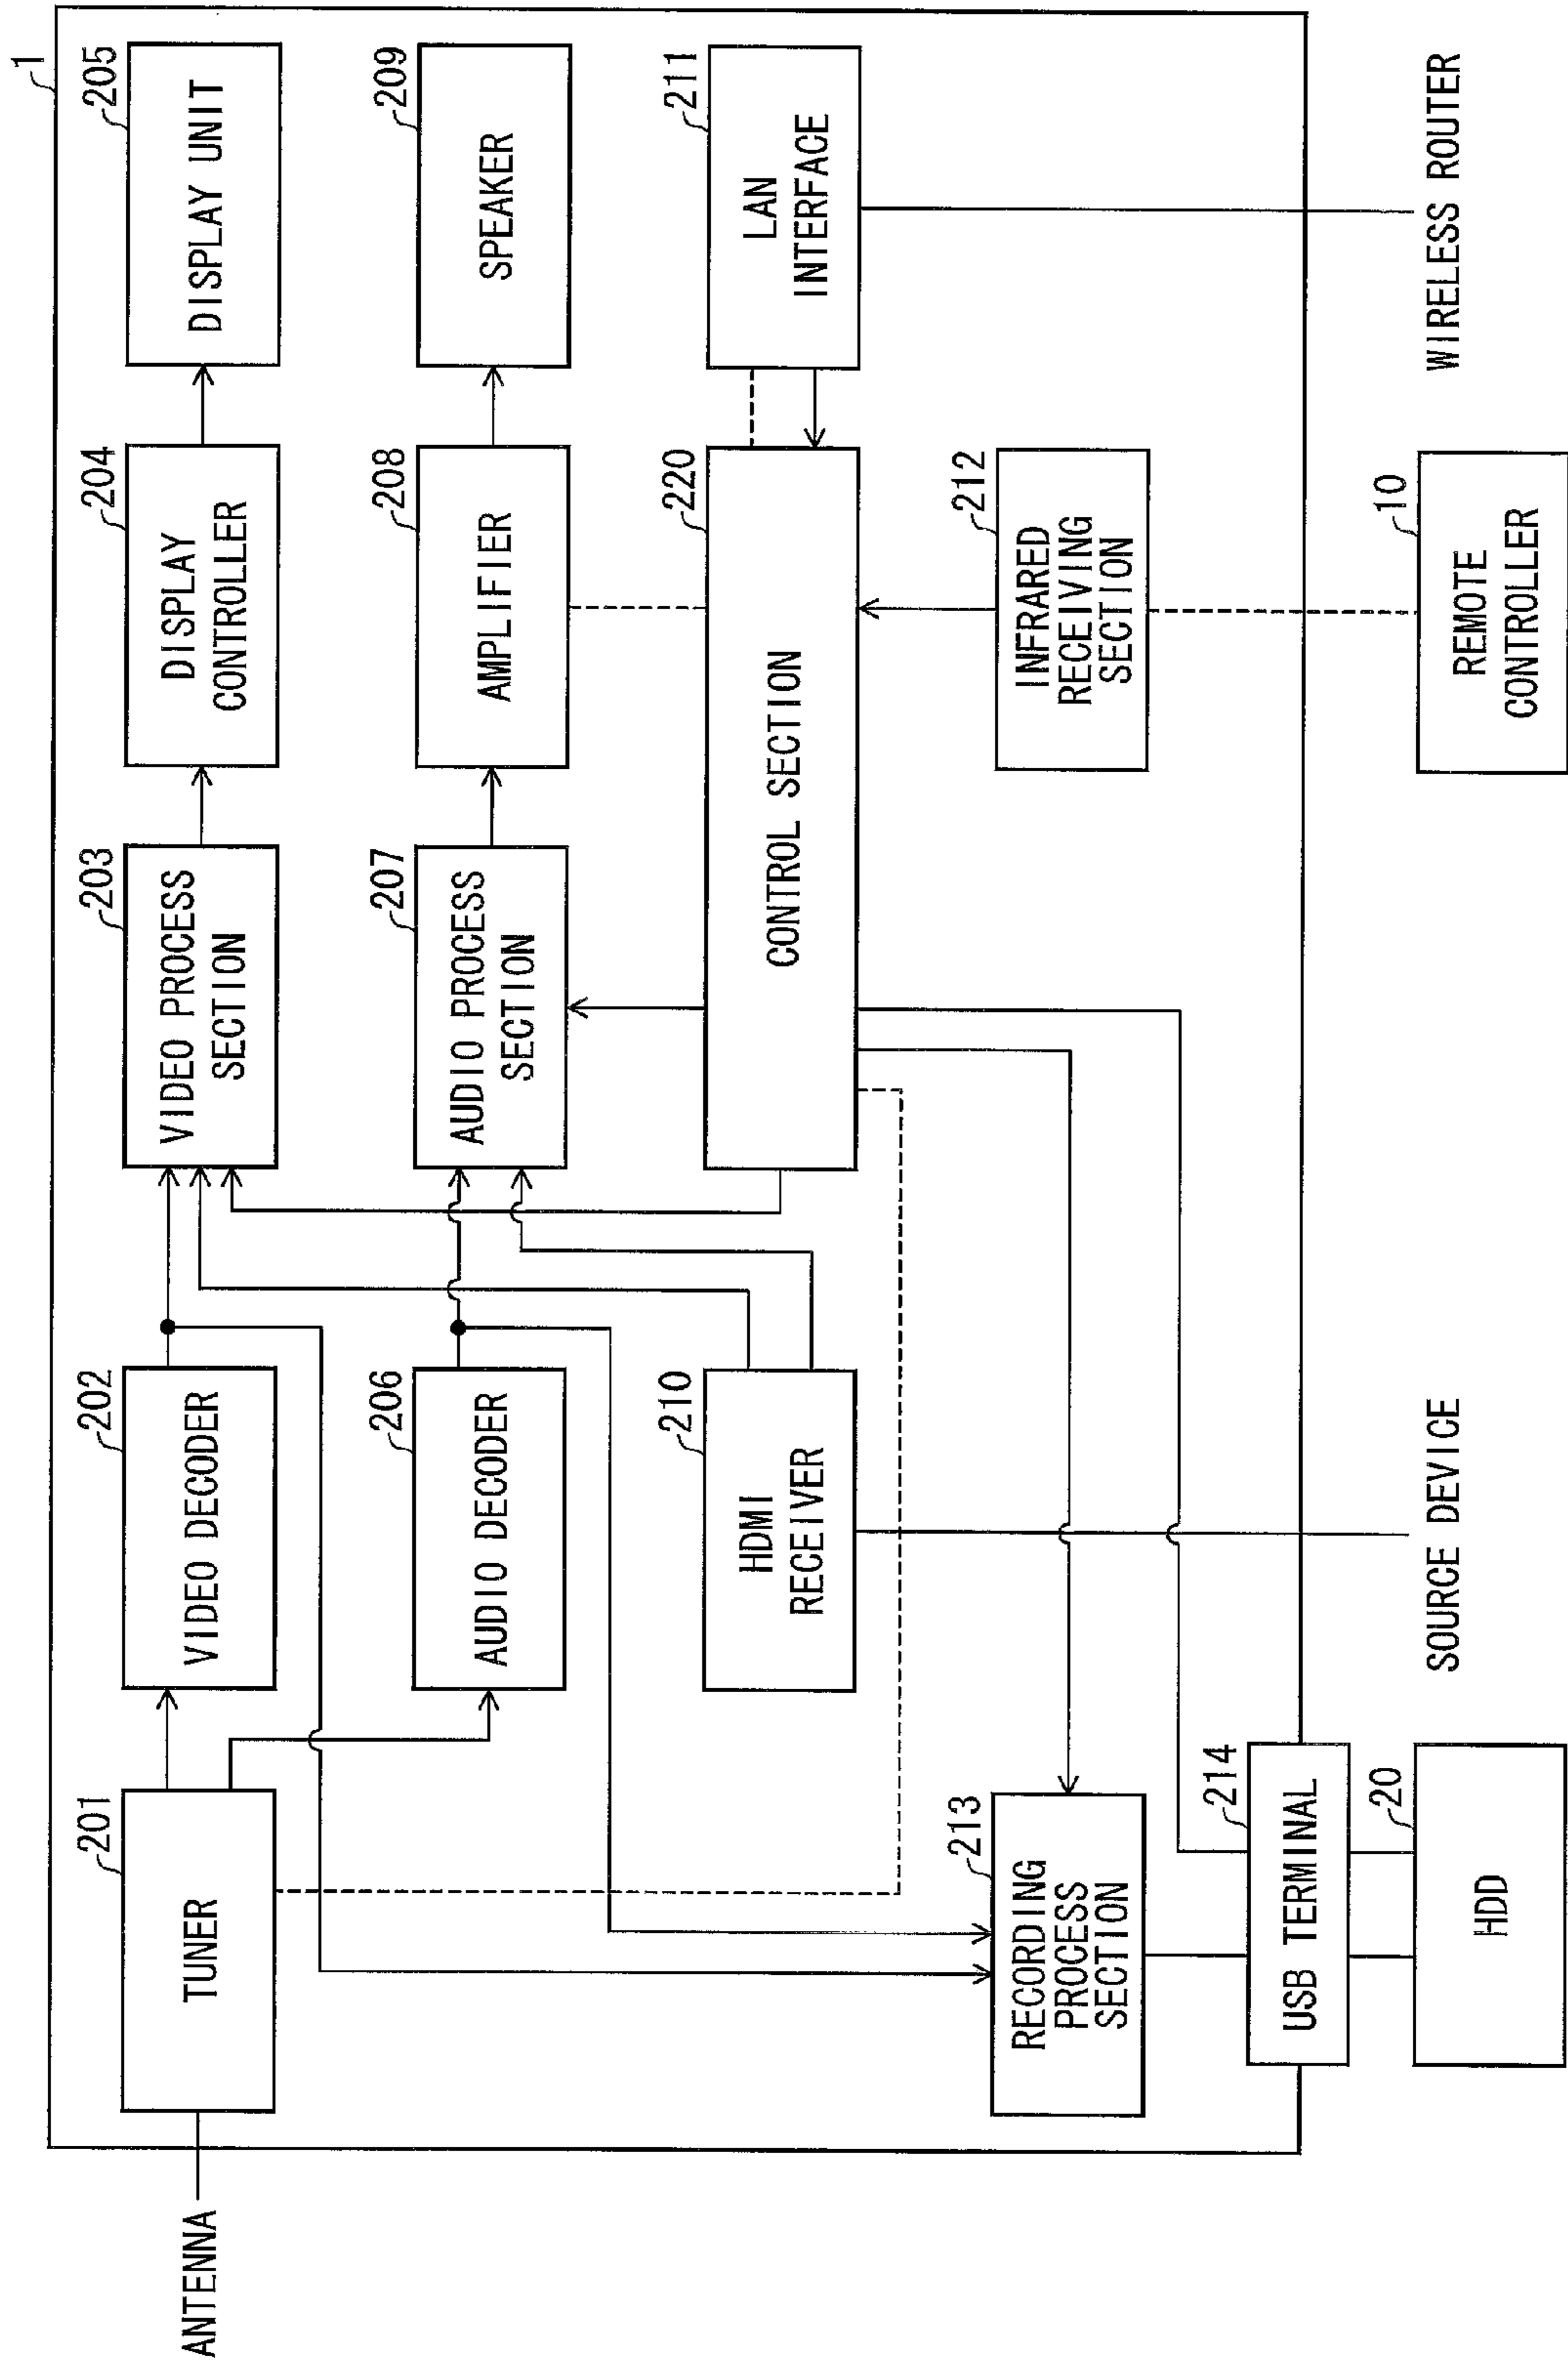 1
ANTENNA
201
TUNER
202
VIDEO DECODER
203
VIDEO PROCESS
SECTION
204
DISPLAY
CONTROLLER
205
DISPLAY UNIT
206
AUDIO DECODER
207
AUDIO PROCESS
SECTION
208
AMPLIFIER
209
SPEAKER
210
HDMI
RECEIVER
220
CONTROL SECTION
211
LAN
INTERFACE
213
RECORDING
PROCESS
SECTION
212
INFRARED
RECEIVING
SECTION
214
USB TERMINAL
20
HDD
SOURCE DEVICE
10
REMOTE
CONTROLLER
WIRELESS ROUTER